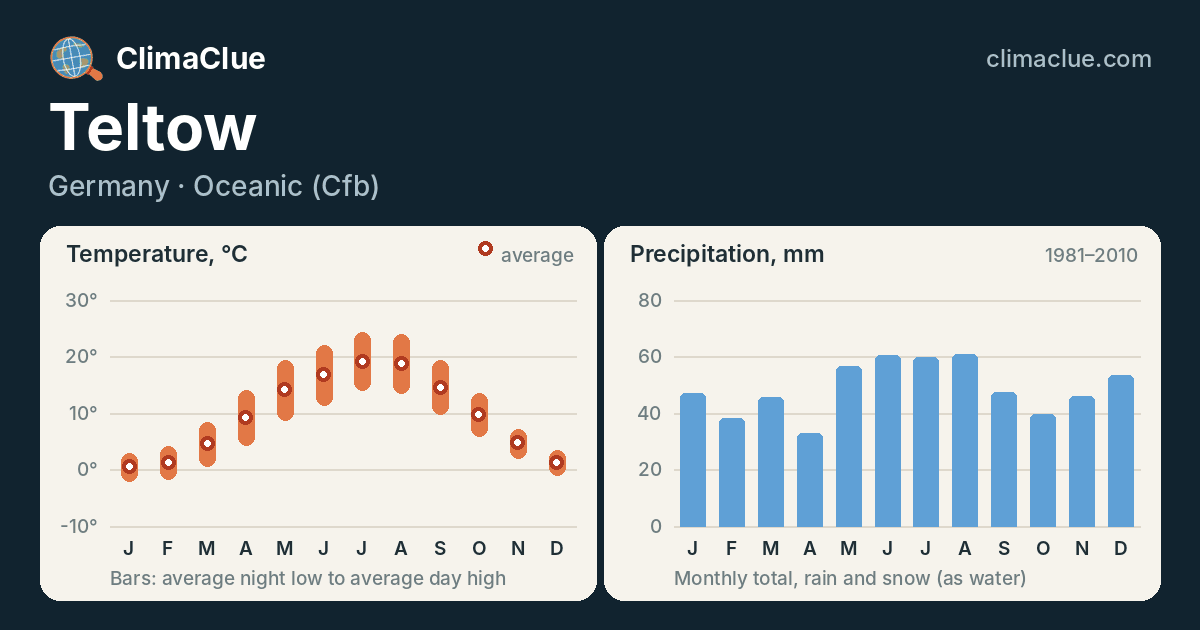 ClimaClue
climaclue.com
Teltow
Germany · Oceanic (Cfb)
Temperature, °C
average
30°
20°
10°
0°
-10°
J F M A M J J A S O N D
Bars: average night low to average day high
Precipitation, mm
1981–2010
80
60
40
20
0
J F M A M J J A S O N D
Monthly total, rain and snow (as water)